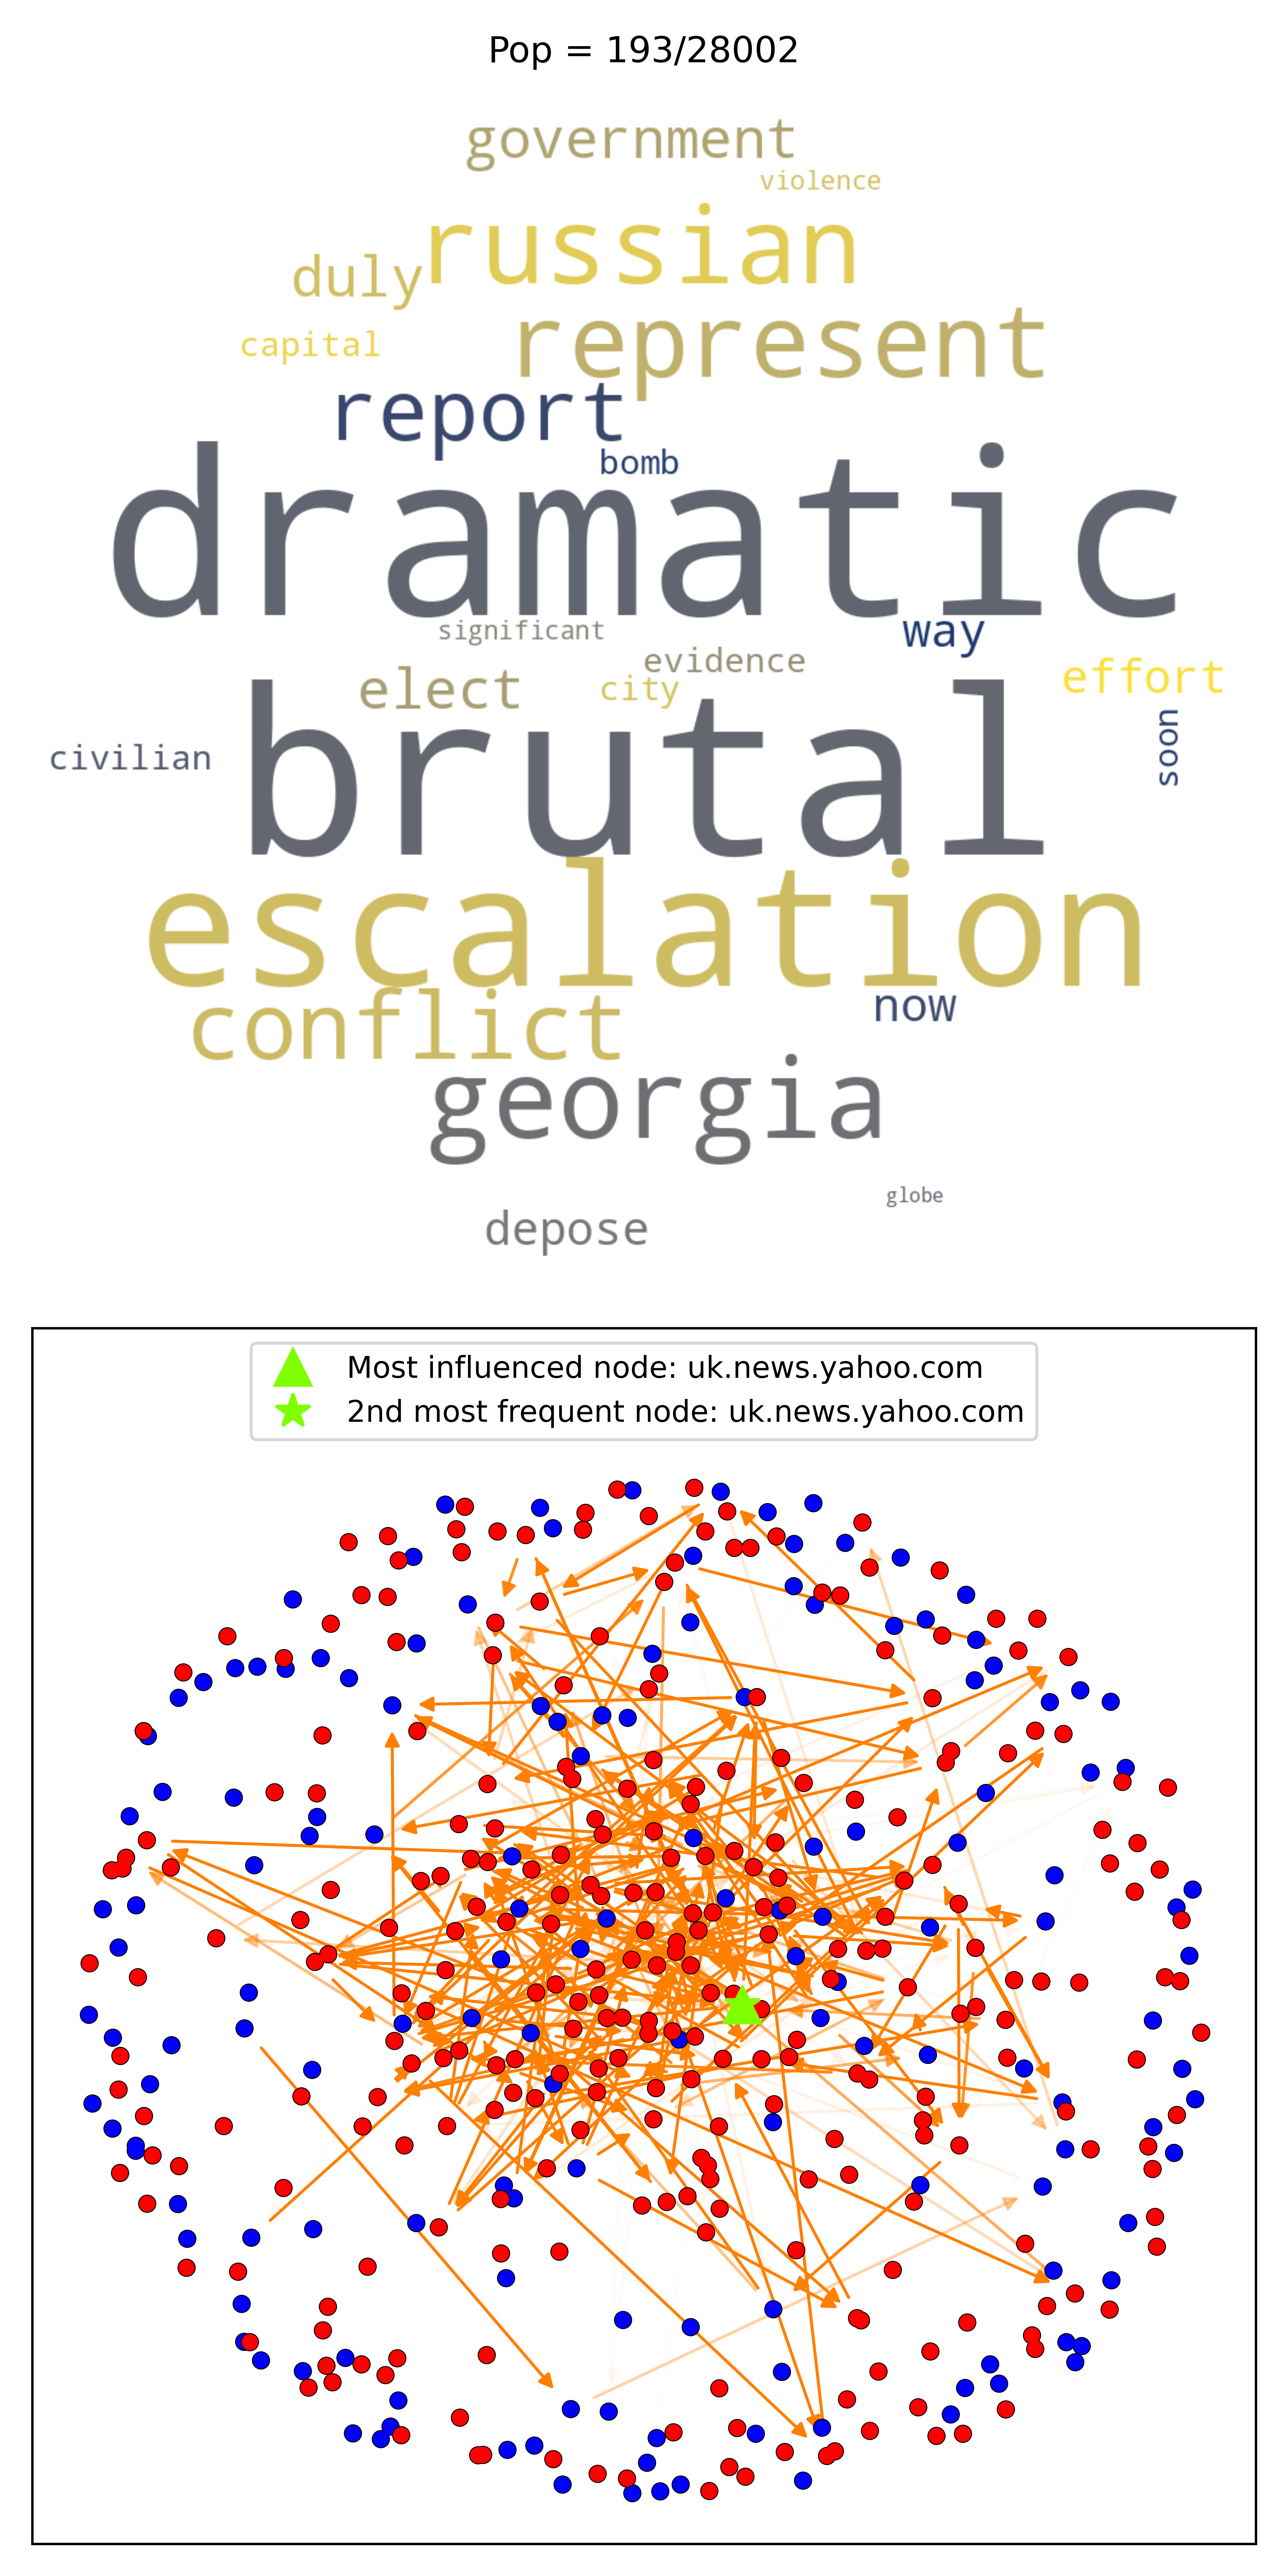 Pop = 193/28002
government
violence
russian
duly
capital
represent
report
bomb
dramatic
significant
way
evidence
effort
elect
city
soon
civilian
brutal
escalation
conflict
now
georgia
globe
depose
Most influenced node: uk.news.yahoo.com
2nd most frequent node: uk.news.yahoo.com